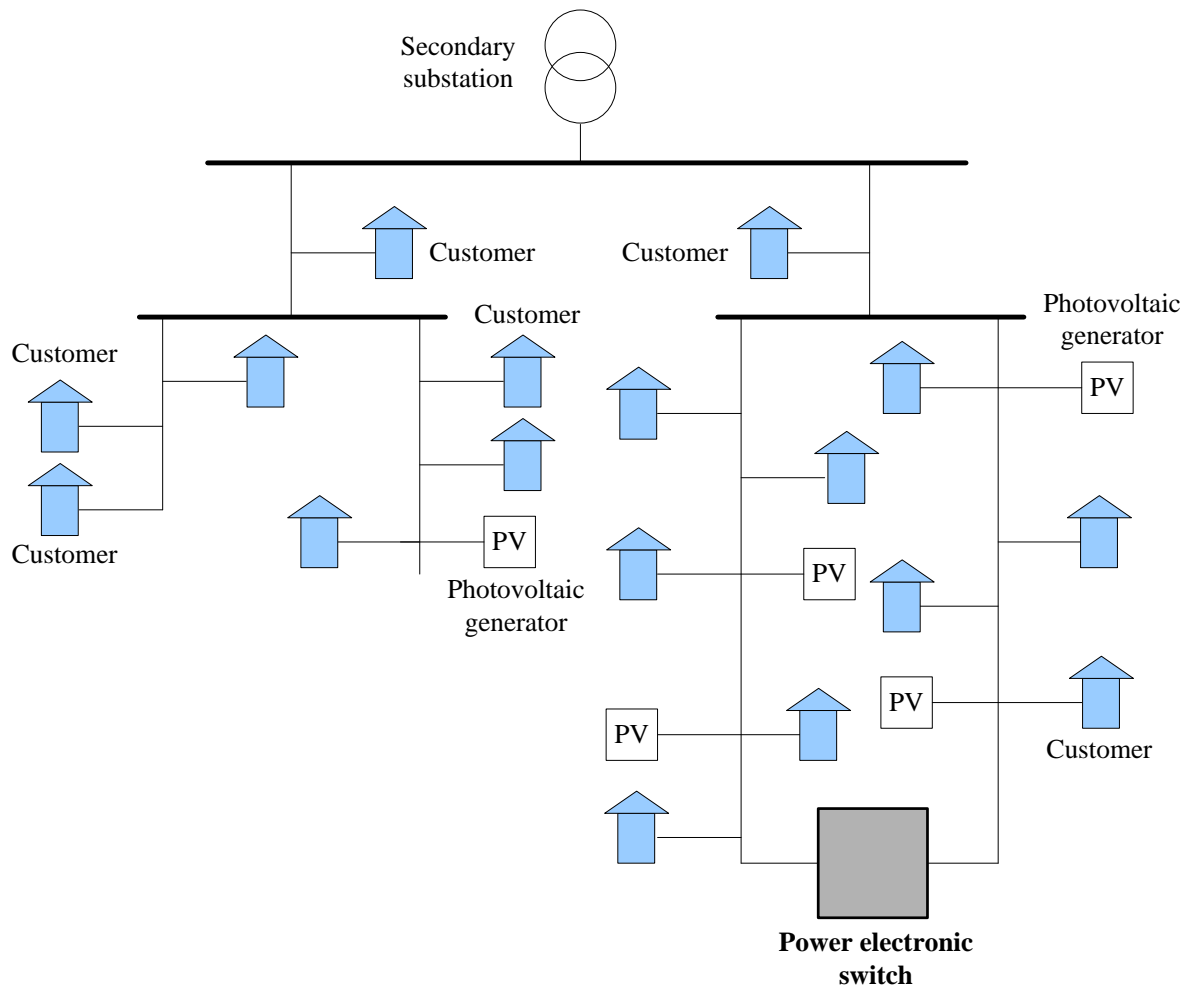 Secondary
substation
Customer
Customer
Customer
Photovoltaic
generator
Customer
PV
PV
Photovoltaic
generator
Customer
PV
PV
PV
Customer
Power electronic
switch